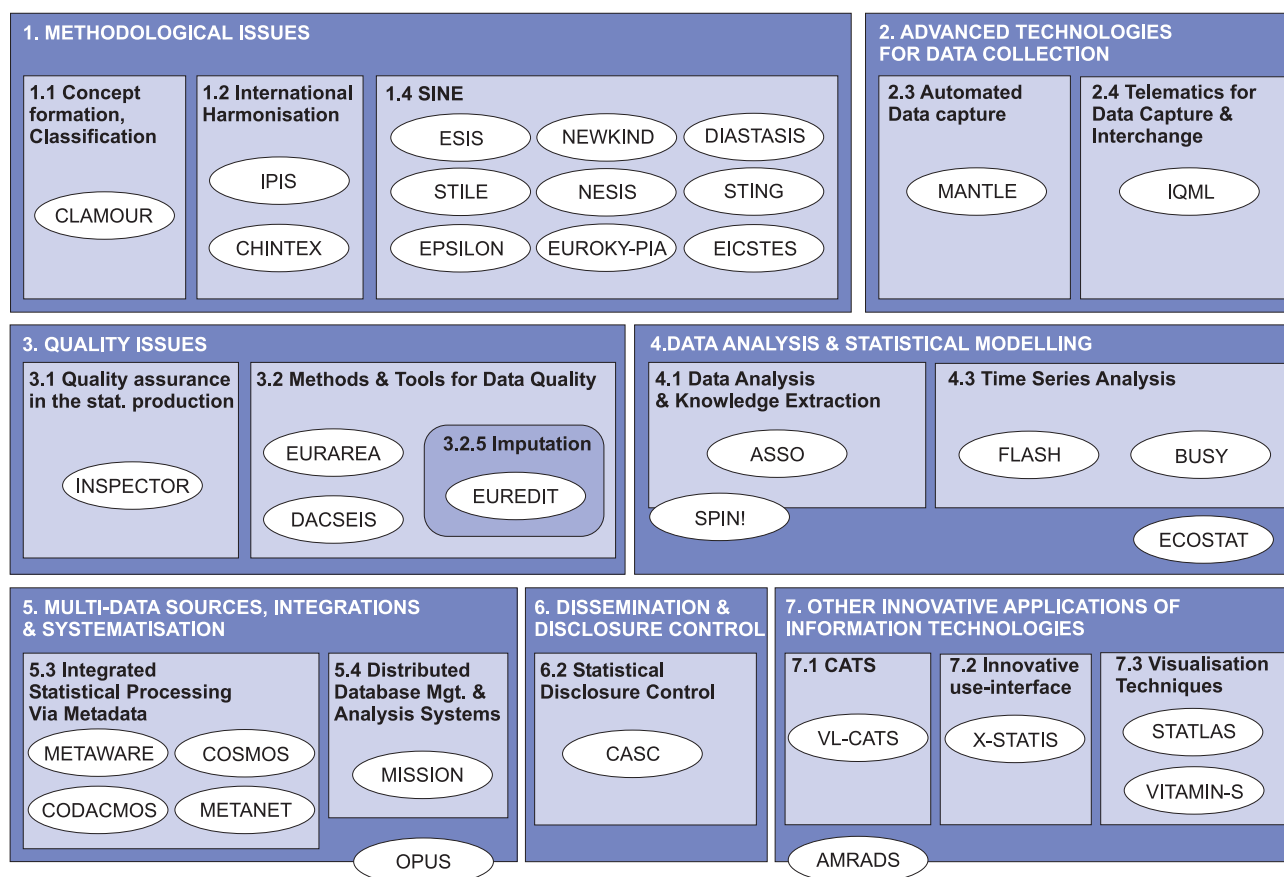 1. METHODOLOGICAL ISSUES
1.1 Concept
formation,
Classification
CLAMOUR
1.2 International
Harmonisation
IPIS
CHINTEX
1.4 SINE
ESIS
NEWKIND
DIASTASIS
STILE
NESIS
STING
EPSILON
EUROKY-PIA
EICSTES
2. ADVANCED TECHNOLOGIES
FOR DATA COLLECTION
2.3 Automated
Data capture
MANTLE
2.4 Telematics for
Data Capture &
Interchange
IQML
3. QUALITY ISSUES
3.1 Quality assurance
in the stat. production
INSPECTOR
3.2 Methods & Tools for Data Quality
EURAREA
DACSEIS
3.2.5 Imputation
EUREDIT
4.DATA ANALYSIS & STATISTICAL MODELLING
4.1 Data Analysis
& Knowledge Extraction
ASSO
SPIN!
4.3 Time Series Analysis
FLASH
BUSY
ECOSTAT
5. MULTI-DATA SOURCES, INTEGRATIONS
& SYSTEMATISATION
5.3 Integrated
Statistical Processing
Via Metadata
METAWARE
COSMOS
CODACMOS
METANET
5.4 Distributed
Database Mgt. &
Analysis Systems
MISSION
OPUS
6. DISSEMINATION &
DISCLOSURE CONTROL
6.2 Statistical
Disclosure Control
CASC
7. OTHER INNOVATIVE APPLICATIONS OF
INFORMATION TECHNOLOGIES
7.1 CATS
VL-CATS
7.2 Innovative
use-interface
X-STATIS
7.3 Visualisation
Techniques
STATLAS
VITAMIN-S
AMRADS